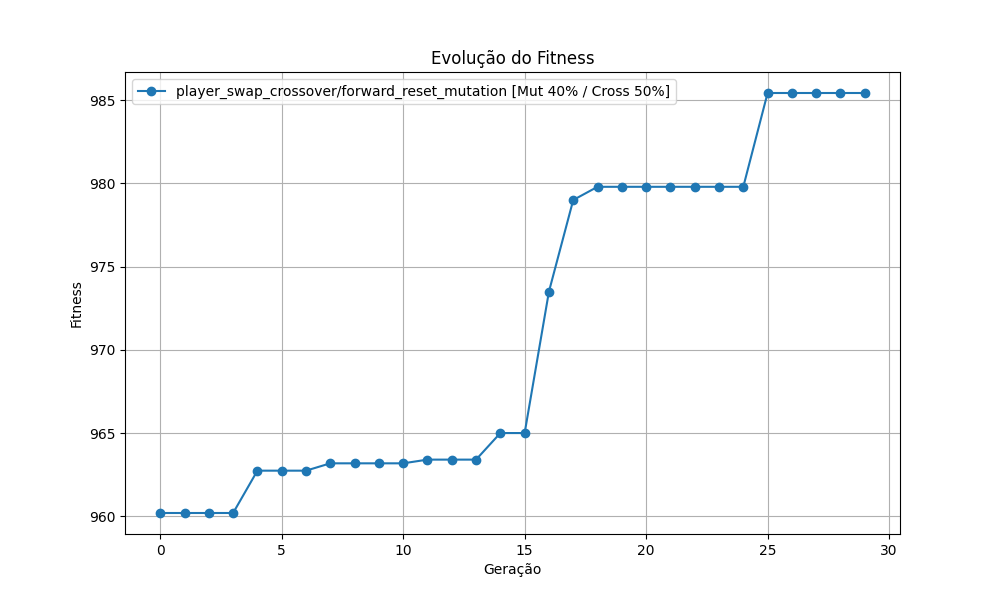 Evolução do Fitness
player_swap_crossover/forward_reset_mutation [Mut 40% / Cross 50%]
985
980
975
970
965
960
Fitness
0 5 10 15 20 25 30
Geração